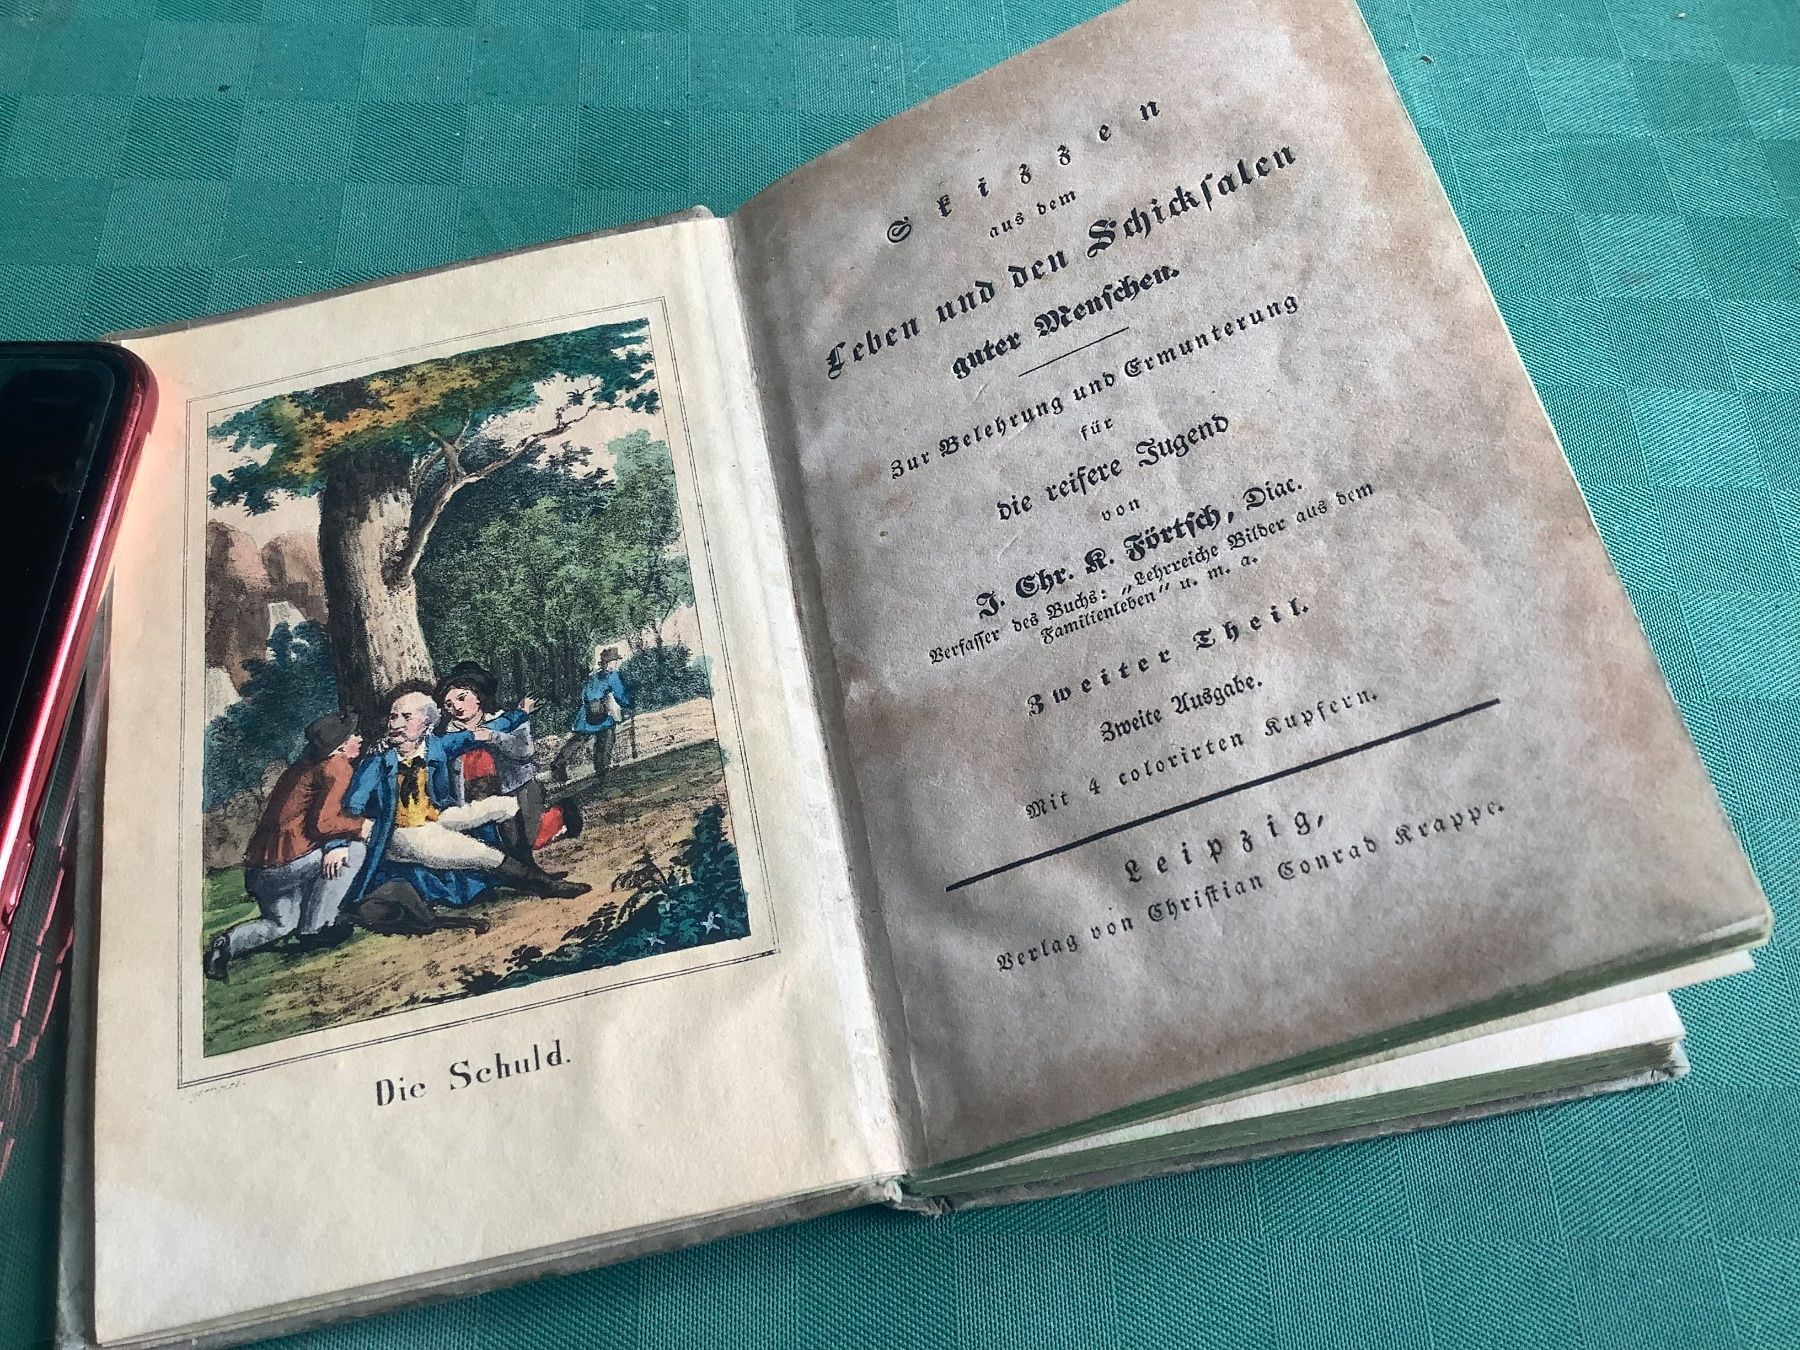 Die Schuld.
Skizzen
aus dem
Leben und den Schicksalen
guter Menschen.
Zur Belehrung und Ermunterung
für
die reifere Jugend
von
J. Chr. K. Förtsch, Diac.
Verfasser des Buchs: „Lehrreiche Bilder aus dem
Familienleben" u. m. a.
Zweiter Theil.
Zweite Ausgabe.
Mit 4 colorirten Kupfern.
Leipzig,
Verlag von Christian Conrad Krappe.